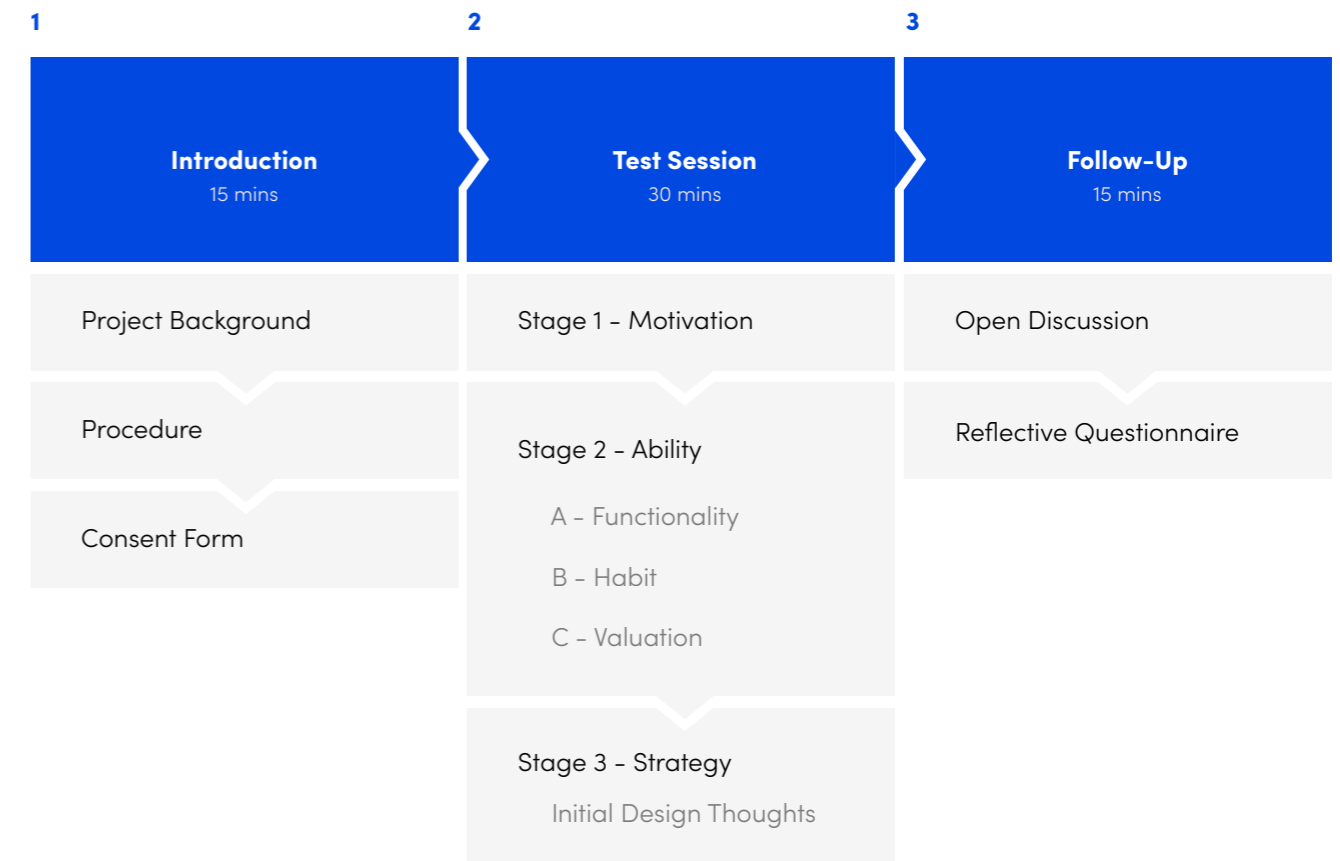 1
Introduction
15 mins
Project Background
Procedure
Consent Form
2
Test Session
30 mins
Stage 1 - Motivation
Stage 2 - Ability
A - Functionality
B - Habit
C - Valuation
Stage 3 - Strategy
Initial Design Thoughts
3
Follow-Up
15 mins
Open Discussion
Reflective Questionnaire